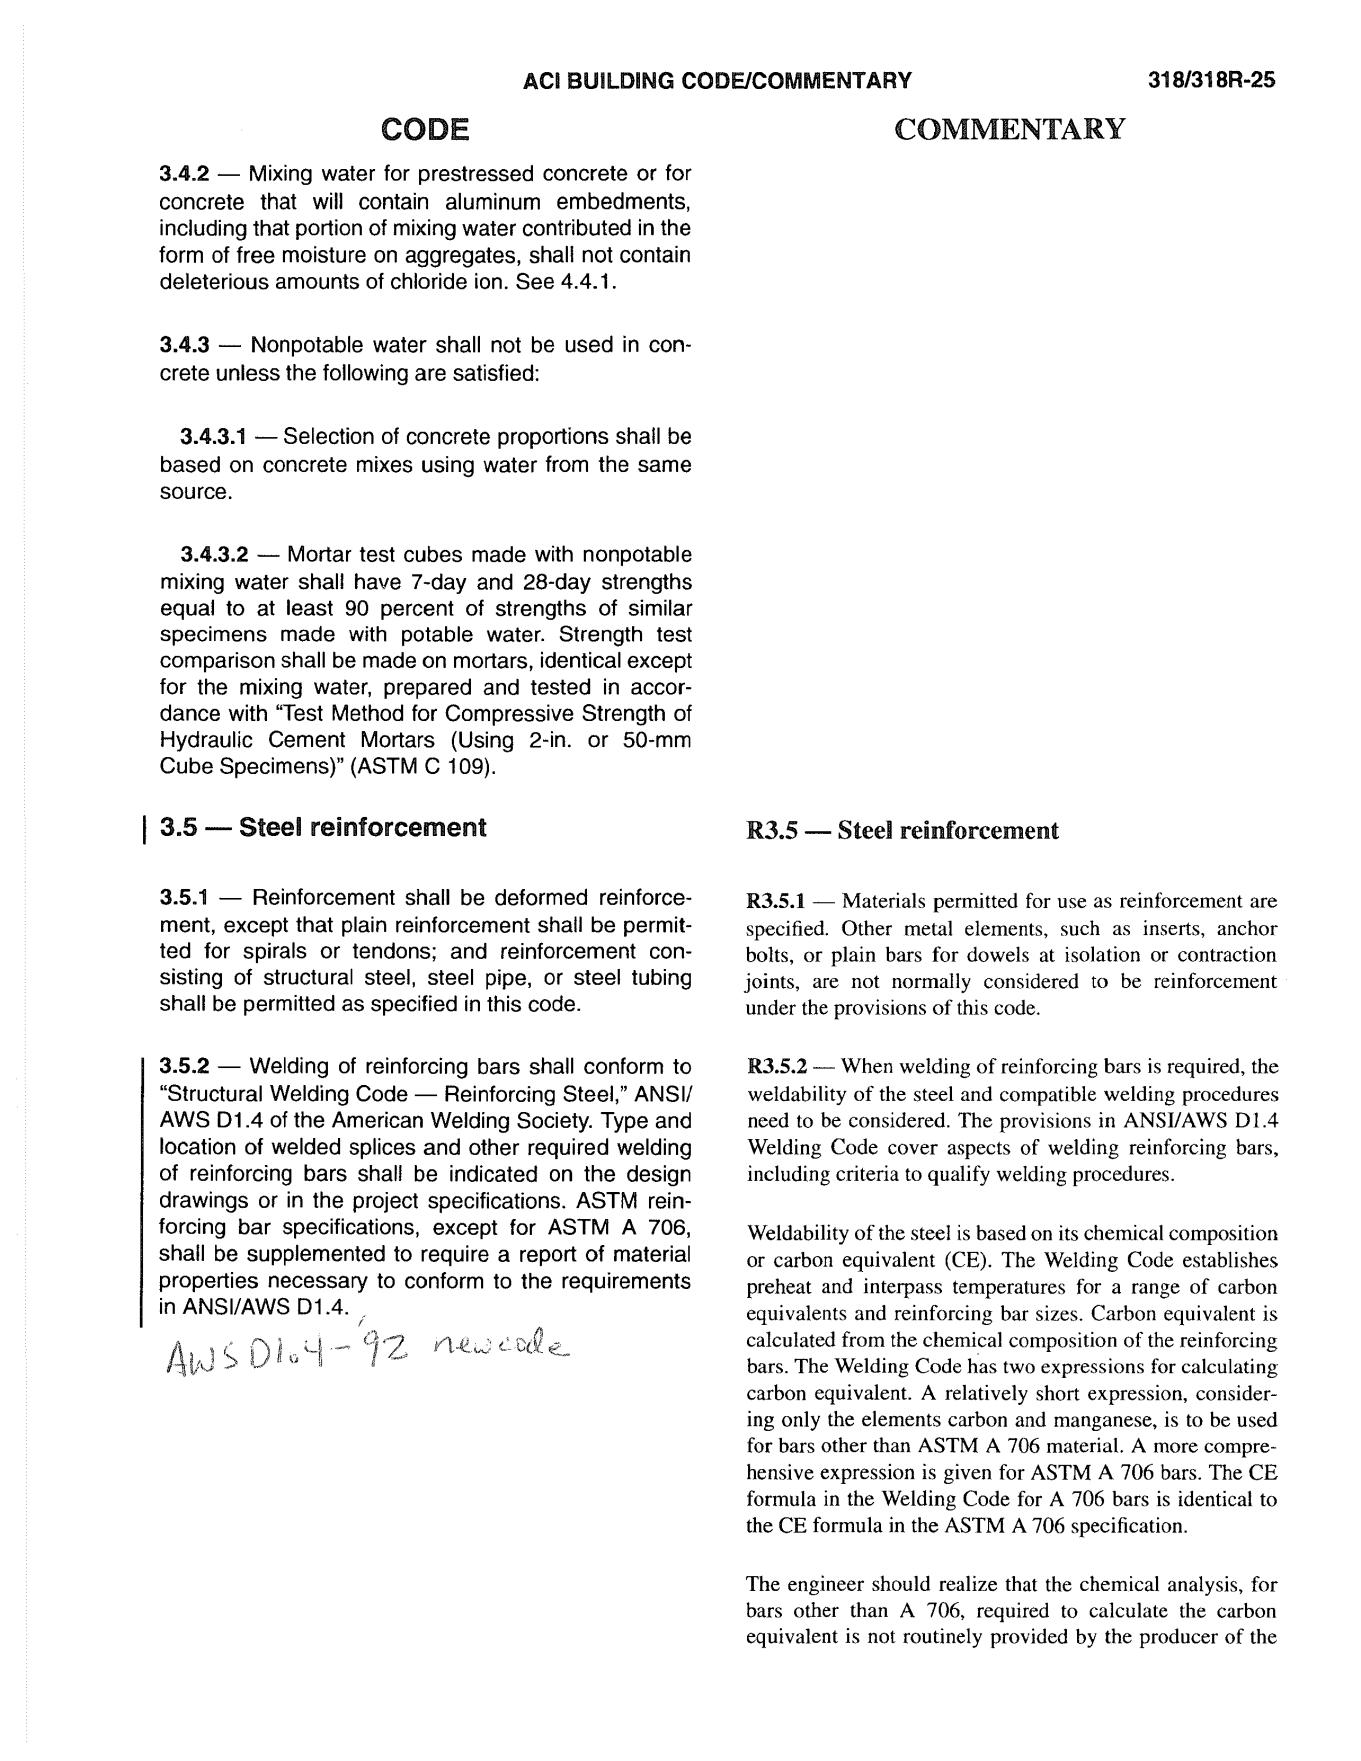 ACI BUILDING CODE/COMMENTARY 318/318R-25
CODE
3.4.2 — Mixing water for prestressed concrete or for
concrete that will contain aluminum embedments,
including that portion of mixing water contributed in the
form of free moisture on aggregates, shall not contain
deleterious amounts of chloride ion. See 4.4.1.
3.4.3 — Nonpotable water shall not be used in con-
crete unless the following are satisfied:
3.4.3.1 — Selection of concrete proportions shall be
based on concrete mixes using water from the same
source.
3.4.3.2 — Mortar test cubes made with nonpotable
mixing water shall have 7-day and 28-day strengths
equal to at least 90 percent of strengths of similar
specimens made with potable water. Strength test
comparison shall be made on mortars, identical except
for the mixing water, prepared and tested in accor-
dance with “Test Method for Compressive Strength of
Hydraulic Cement Mortars (Using 2-in. or 50-mm
Cube Specimens)” (ASTM C 109).
3.5 — Steel reinforcement
3.5.1 — Reinforcement shall be deformed reinforce-
ment, except that plain reinforcement shall be permit-
ted for spirals or tendons; and reinforcement con-
sisting of structural steel, steel pipe, or steel tubing
shall be permitted as specified in this code.
3.5.2 — Welding of reinforcing bars shall conform to
“Structural Welding Code — Reinforcing Steel,” ANSI/
AWS D1.4 of the American Welding Society. Type and
location of welded splices and other required welding
of reinforcing bars shall be indicated on the design
drawings or in the project specifications. ASTM rein-
forcing bar specifications, except for ASTM A 706,
shall be supplemented to require a report of material
properties necessary to conform to the requirements
in ANSI/AWS D1.4.
AWS D1.4-92 new code
COMMENTARY
R3.5 — Steel reinforcement
R3.5.1 — Materials permitted for use as reinforcement are
specified. Other metal elements, such as inserts, anchor
bolts, or plain bars for dowels at isolation or contraction
joints, are not normally considered to be reinforcement
under the provisions of this code.
R3.5.2 — When welding of reinforcing bars is required, the
weldability of the steel and compatible welding procedures
need to be considered. The provisions in ANSI/AWS D1.4
Welding Code cover aspects of welding reinforcing bars,
including criteria to qualify welding procedures.
Weldability of the steel is based on its chemical composition
or carbon equivalent (CE). The Welding Code establishes
preheat and interpass temperatures for a range of carbon
equivalents and reinforcing bar sizes. Carbon equivalent is
calculated from the chemical composition of the reinforcing
bars. The Welding Code has two expressions for calculating
carbon equivalent. A relatively short expression, consider-
ing only the elements carbon and manganese, is to be used
for bars other than ASTM A 706 material. A more compre-
hensive expression is given for ASTM A 706 bars. The CE
formula in the Welding Code for A 706 bars is identical to
the CE formula in the ASTM A 706 specification.
The engineer should realize that the chemical analysis, for
bars other than A 706, required to calculate the carbon
equivalent is not routinely provided by the producer of the